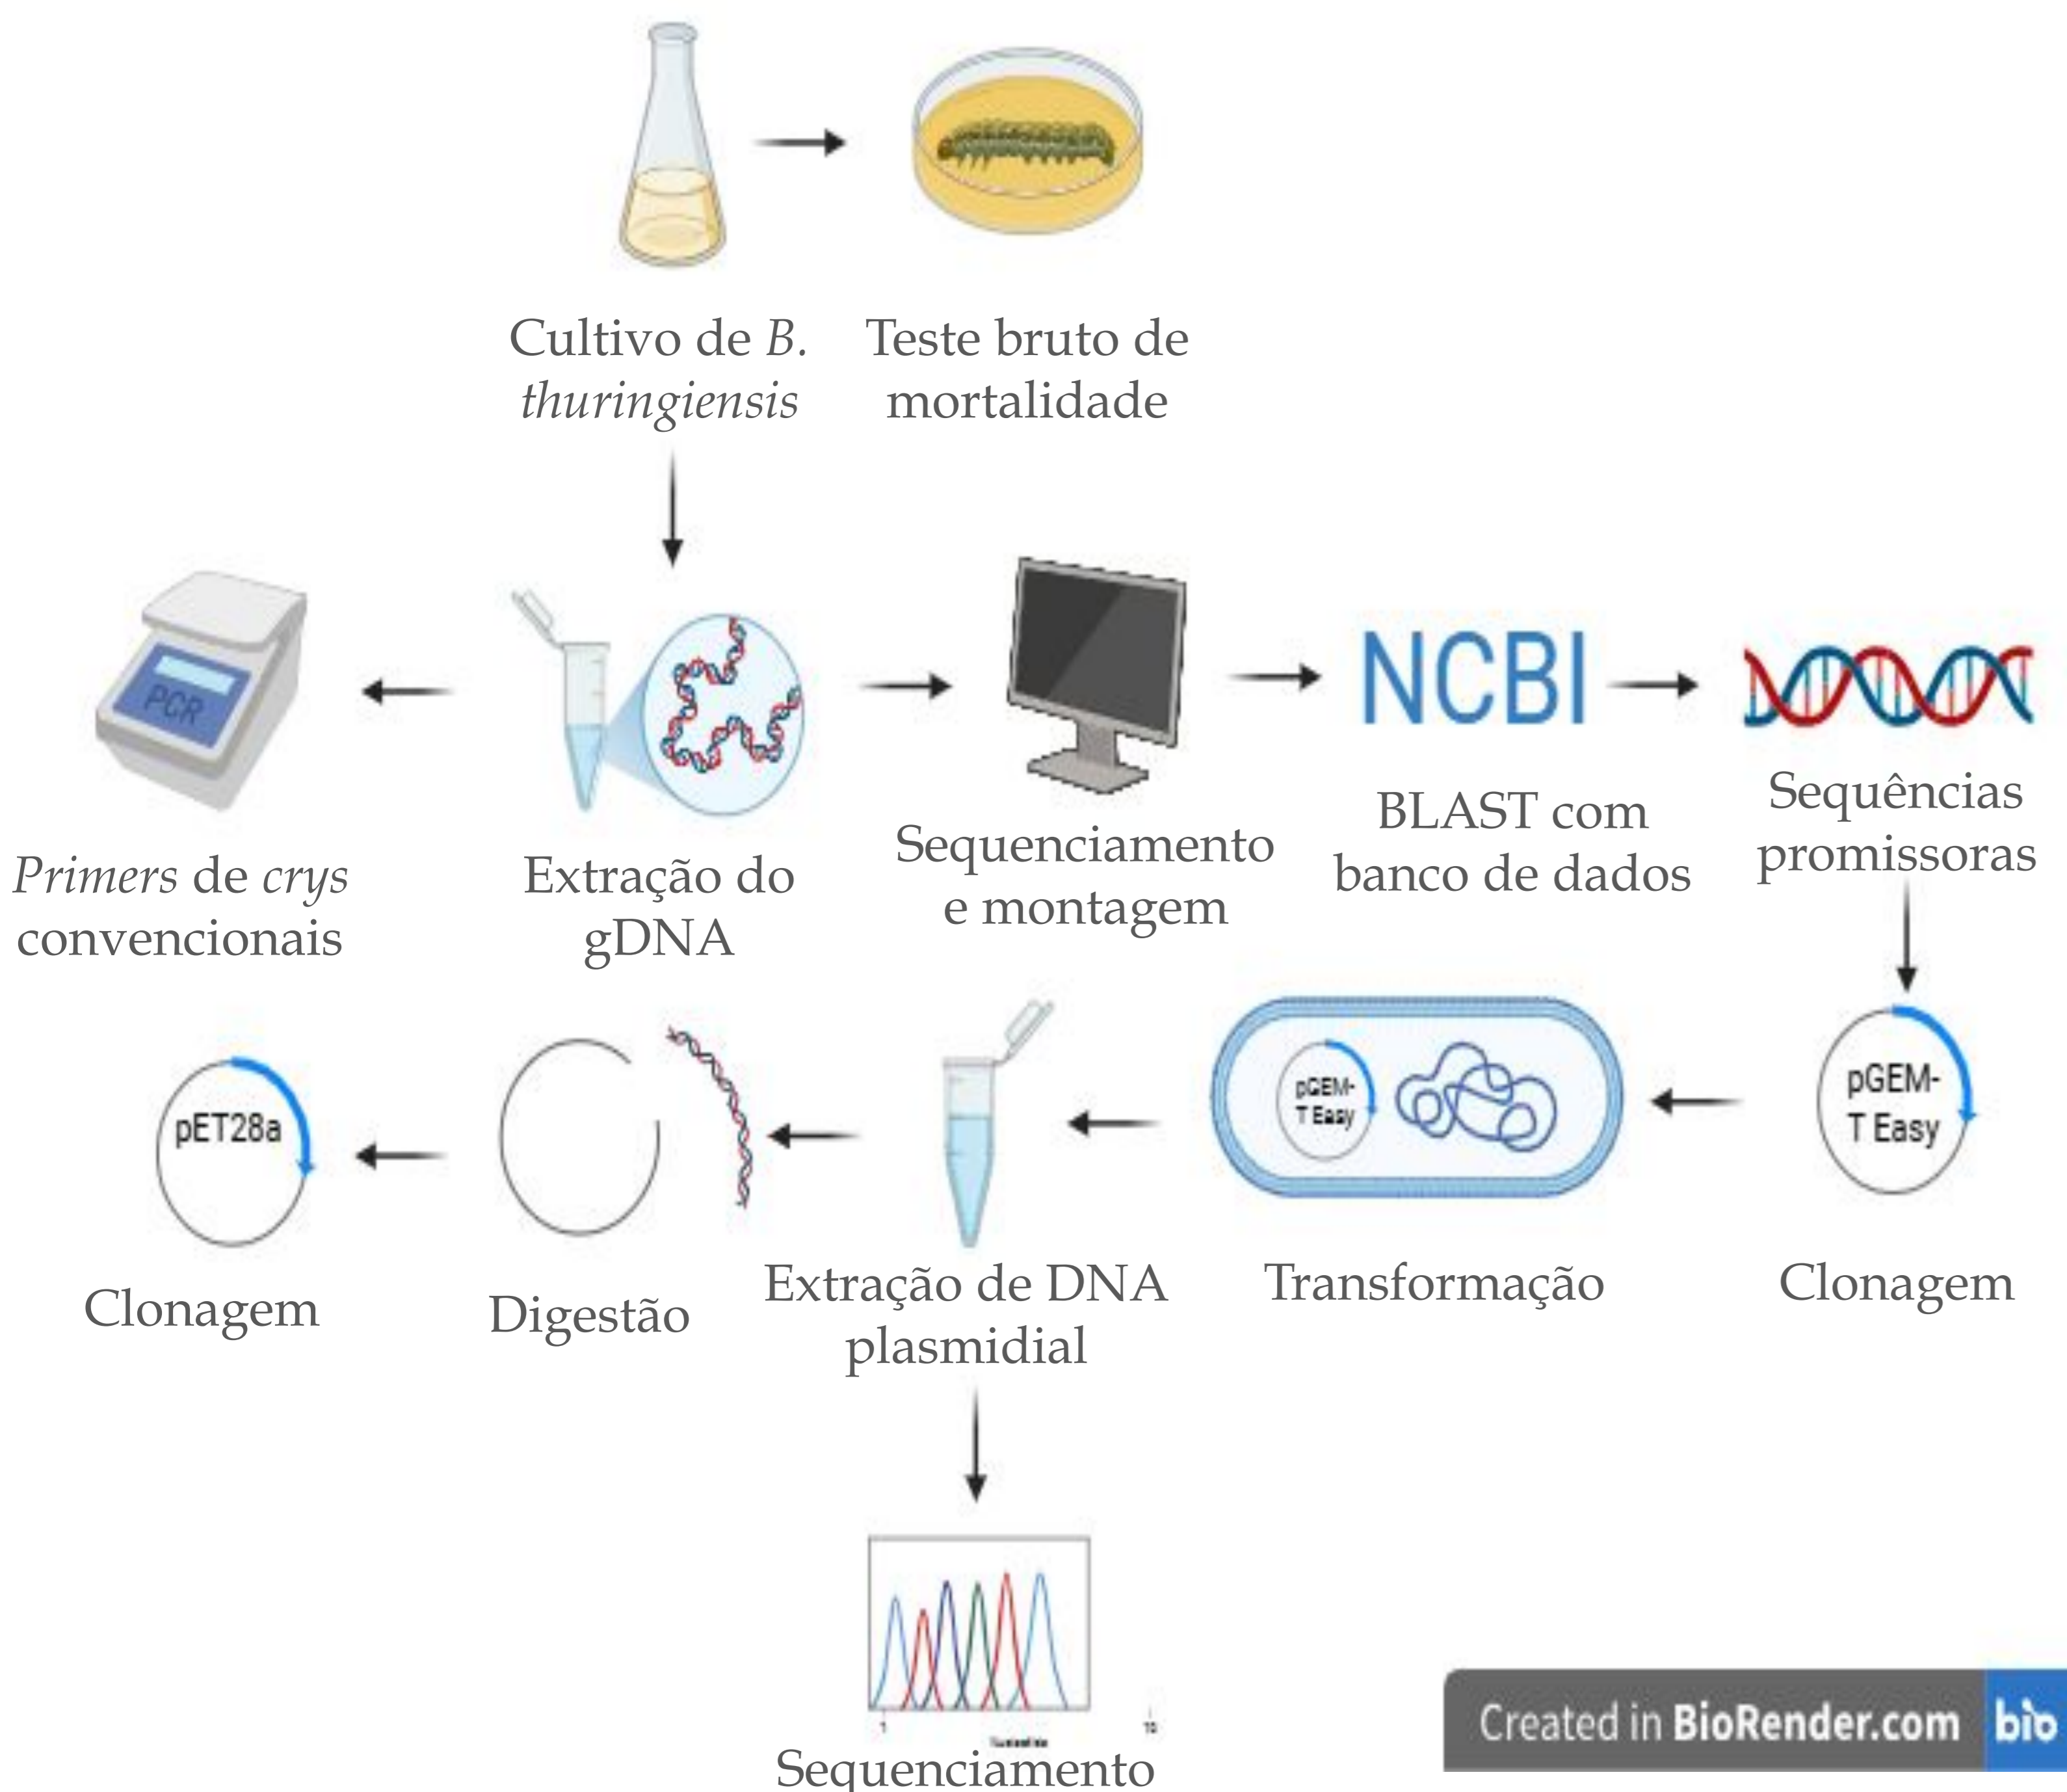 Cultivo de B.
thuringiensis
Teste bruto de
mortalidade
PCR
NCBI
Primers de crys
convencionais
Extração do
gDNA
Sequenciamento
e montagem
BLAST com
banco de dados
Sequências
promissoras
pET28a
pGEM-
T Easy
pGEM-
T Easy
Clonagem
Digestão
Extração de DNA
plasmidial
Transformação
Clonagem
1
Sequenciamento
Created in BioRender.com bio